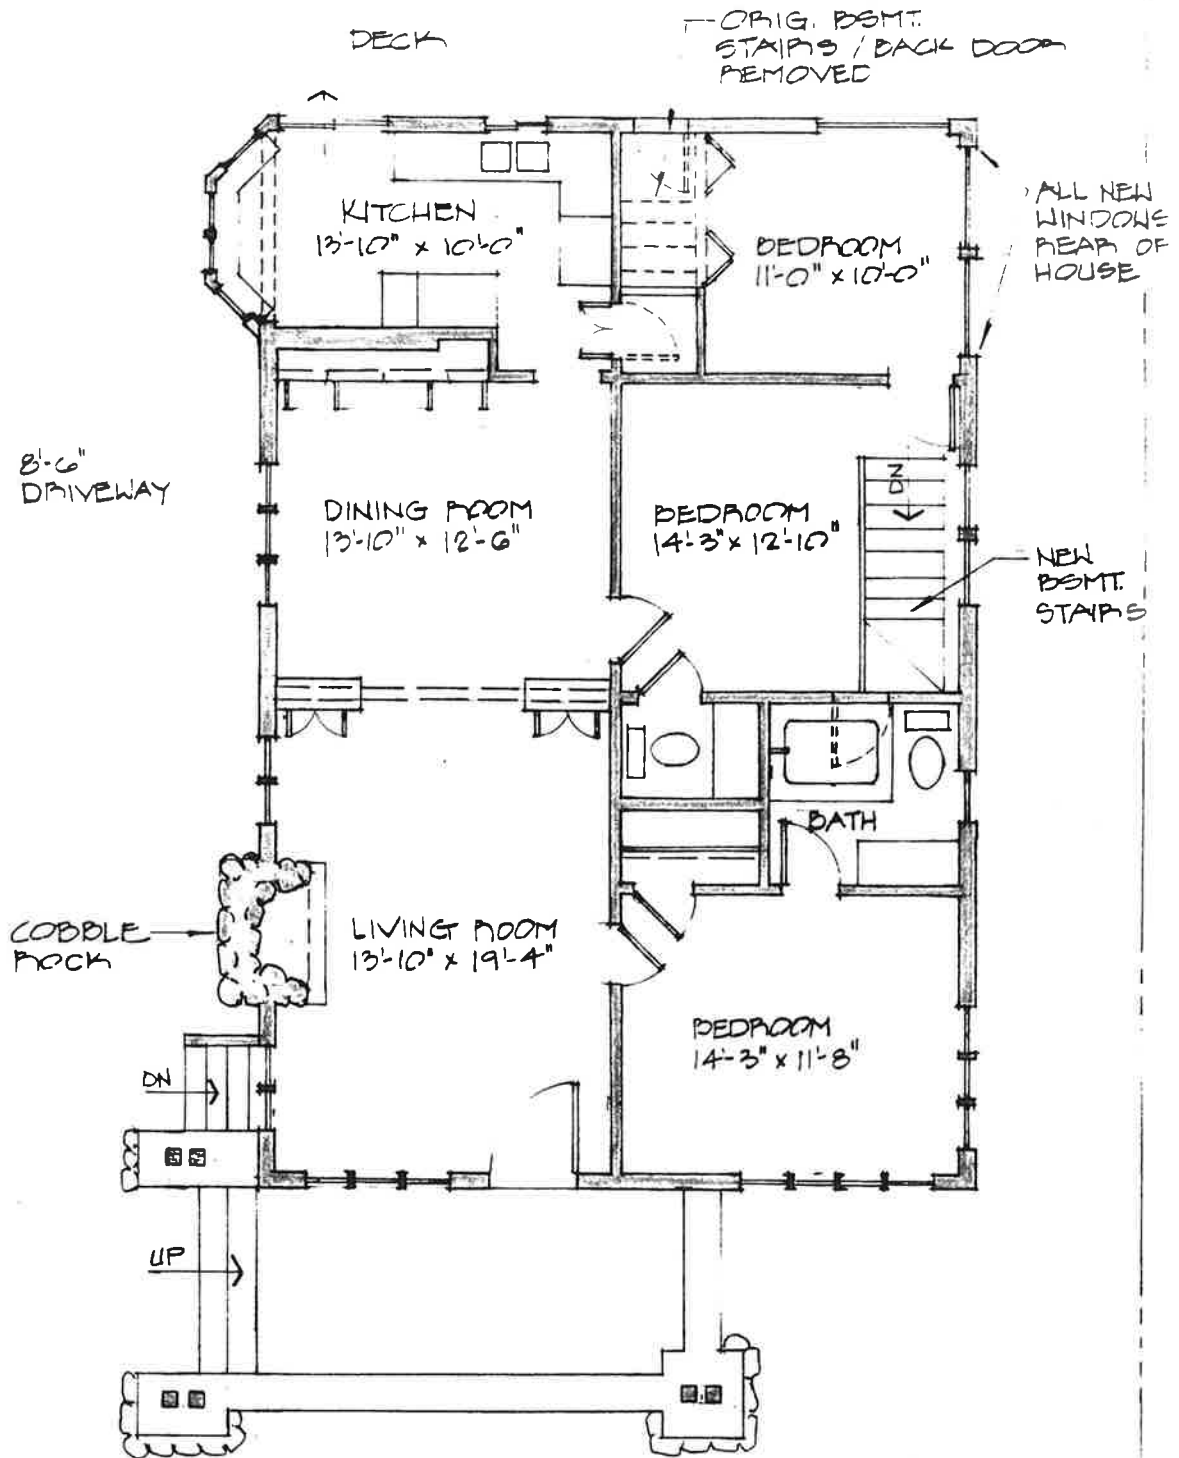 DECK
ORIG. BSMT.
STAIRS / BACK DOOR
REMOVED
ALL NEW
WINDOWS
REAR OF
HOUSE
KITCHEN
13'-10" x 10'-0"
BEDROOM
11'-0" x 10'-0"
8'-6"
DRIVEWAY
DINING ROOM
13'-10" x 12'-6"
BEDROOM
14'-3" x 12'-10"
DN
NEW
BSMT.
STAIRS
BATH
COBBLE
ROCK
LIVING ROOM
13'-10" x 19'-4"
BEDROOM
14'-3" x 11'-8"
DN
UP